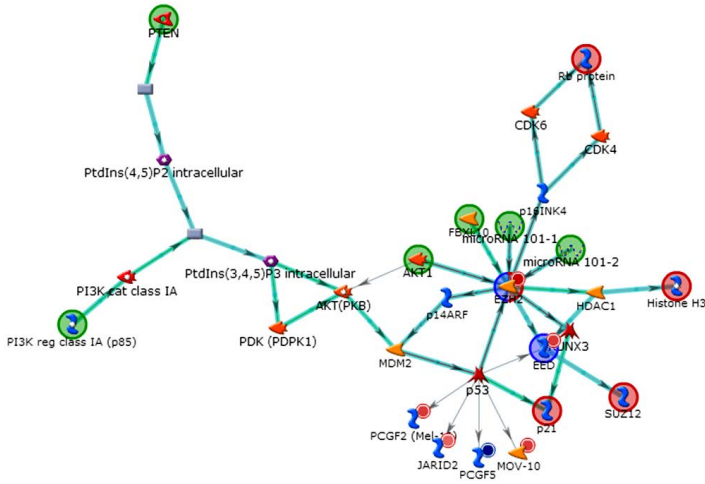 PTEN
Rb protein
CDK6
CDK4
PtdIns(4,5)P2 intracellular
p16INK4
FBXL10
microRNA 101-1
microRNA 101-2
PtdIns(3,4,5)P3 intracellular
AKT1
PI3K cat class IA
AKT(PKB)
EZH2
HDAC1
Histone H3
p14ARF
PI3K reg class IA (p85)
PDK (PDPK1)
RUNX3
MDM2
EED
p53
SUZ12
p21
PCGF2 (Mel-18)
JARID2
PCGF5
MOV-10